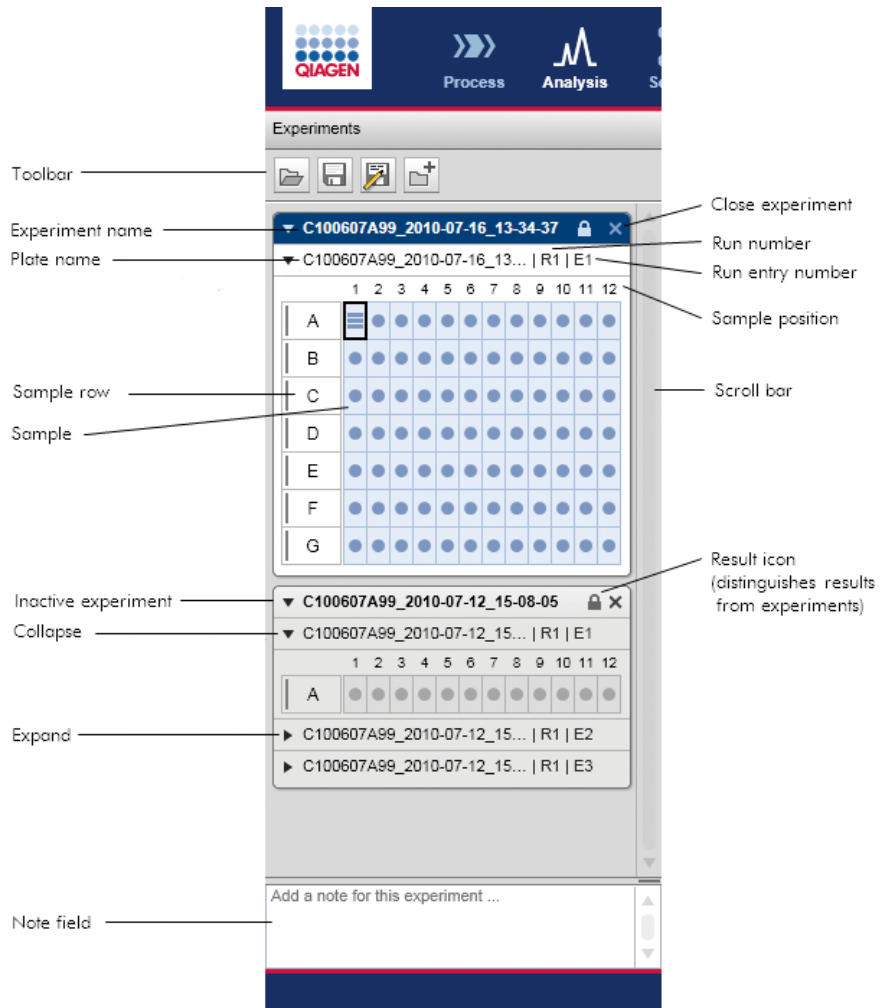 QIAGEN
Process
Analysis
Experiments
Toolbar
Close experiment
Experiment name
C100607A99_2010-07-16_13-34-37
Run number
Plate name
C100607A99_2010-07-16_13... | R1 | E1
Run entry number
1 2 3 4 5 6 7 8 9 10 11 12
Sample position
A
B
Sample row
C
Scroll bar
Sample
D
E
F
G
Result icon
(distinguishes results
from experiments)
Inactive experiment
C100607A99_2010-07-12_15-08-05
Collapse
C100607A99_2010-07-12_15... | R1 | E1
1 2 3 4 5 6 7 8 9 10 11 12
A
Expand
C100607A99_2010-07-12_15... | R1 | E2
C100607A99_2010-07-12_15... | R1 | E3
Add a note for this experiment ...
Note field